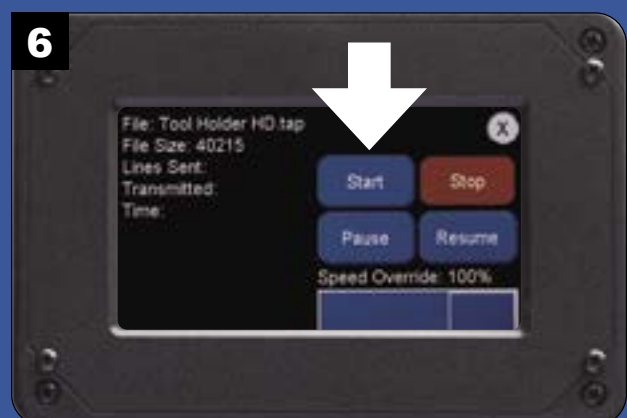 6
File: Tool Holder HD.tap
File Size: 40215
Lines Sent:
Transmitted:
Time:
X
Start
Stop
Pause
Resume
Speed Override: 100%